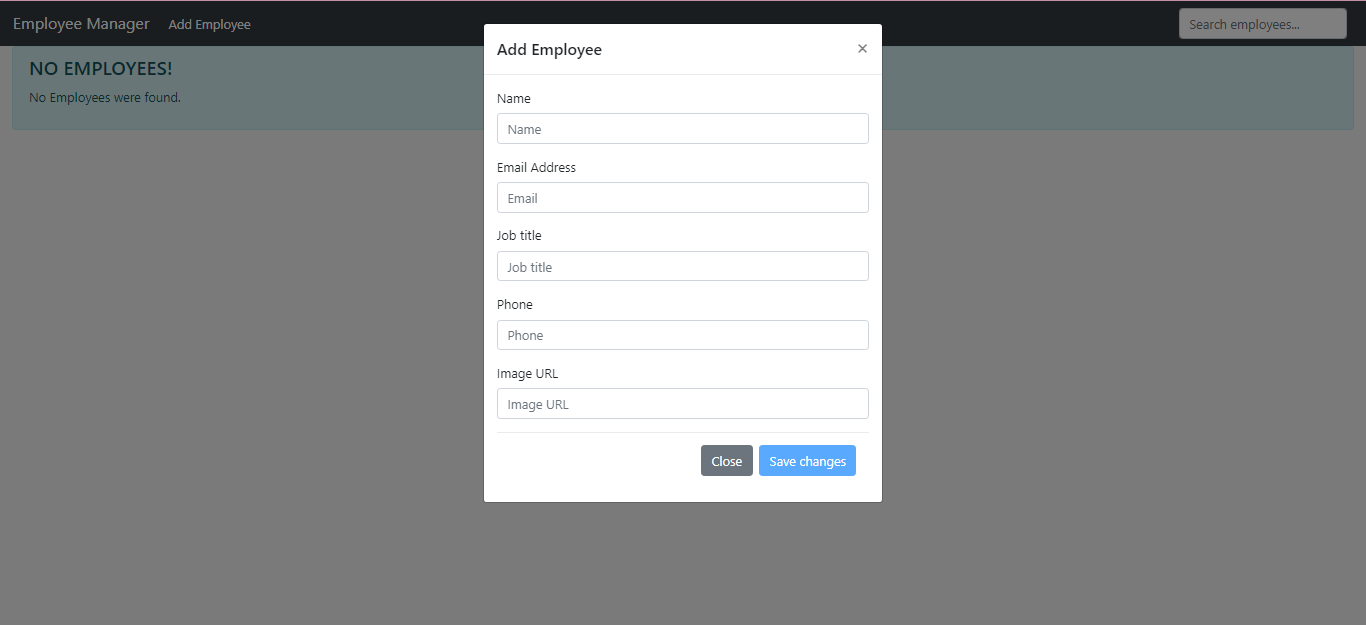 Employee Manager Add Employee Search employees...
NO EMPLOYEES!
No Employees were found.
Add Employee ×
Name
Name
Email Address
Email
Job title
Job title
Phone
Phone
Image URL
Image URL
Close Save changes